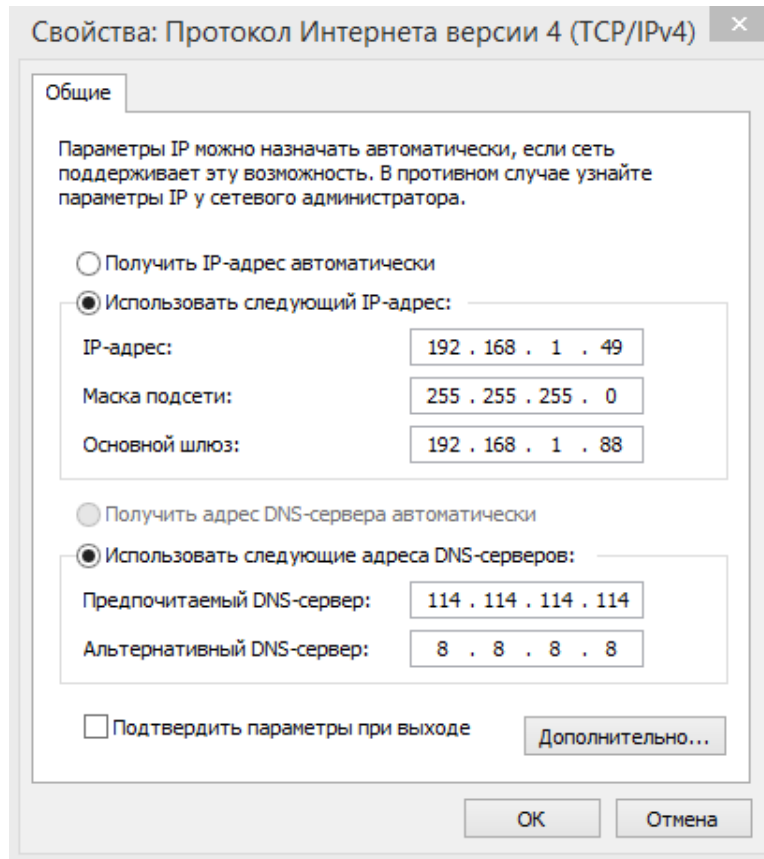 Свойства: Протокол Интернета версии 4 (TCP/IPv4)
Общие
Параметры IP можно назначать автоматически, если сеть
поддерживает эту возможность. В противном случае узнайте
параметры IP у сетевого администратора.
Получить IP-адрес автоматически
Использовать следующий IP-адрес:
IP-адрес: 192 . 168 . 1 . 49
Маска подсети: 255 . 255 . 255 . 0
Основной шлюз: 192 . 168 . 1 . 88
Получить адрес DNS-сервера автоматически
Использовать следующие адреса DNS-серверов:
Предпочитаемый DNS-сервер: 114 . 114 . 114 . 114
Альтернативный DNS-сервер: 8 . 8 . 8 . 8
Подтвердить параметры при выходе Дополнительно...
ОК Отмена